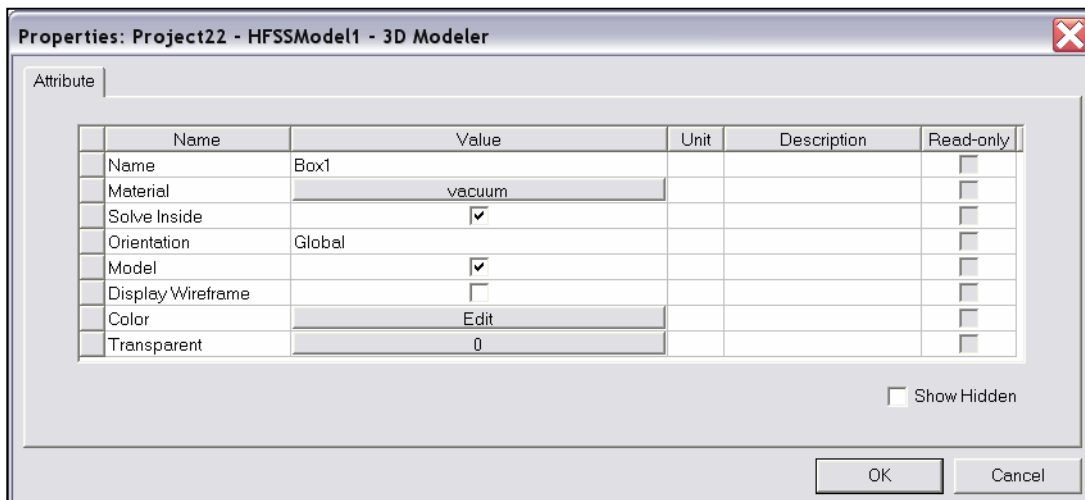 Properties: Project22 - HFSSModel1 - 3D Modeler
Attribute
Name Value Unit Description Read-only
Name Box1
Material vacuum
Solve Inside
Orientation Global
Model
Display Wireframe
Color Edit
Transparent 0
Show Hidden
OK Cancel